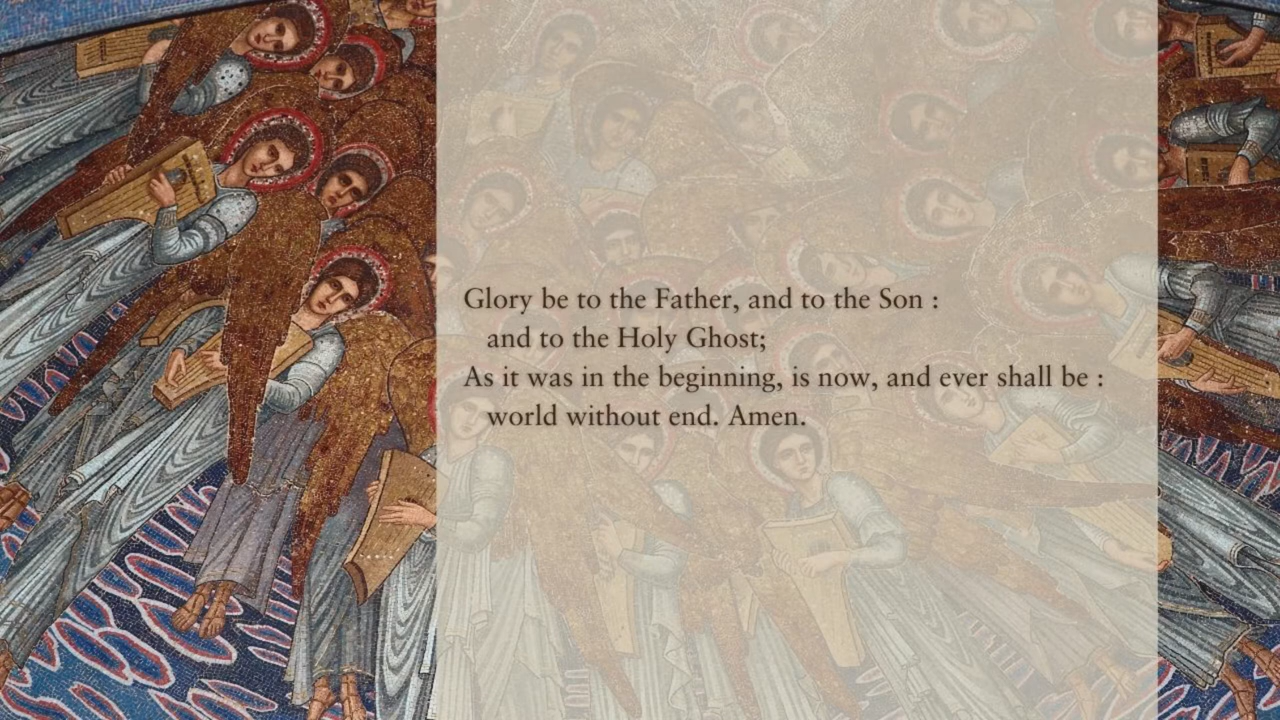 Glory be to the Father, and to the Son :
and to the Holy Ghost;
As it was in the beginning, is now, and ever shall be :
world without end. Amen.